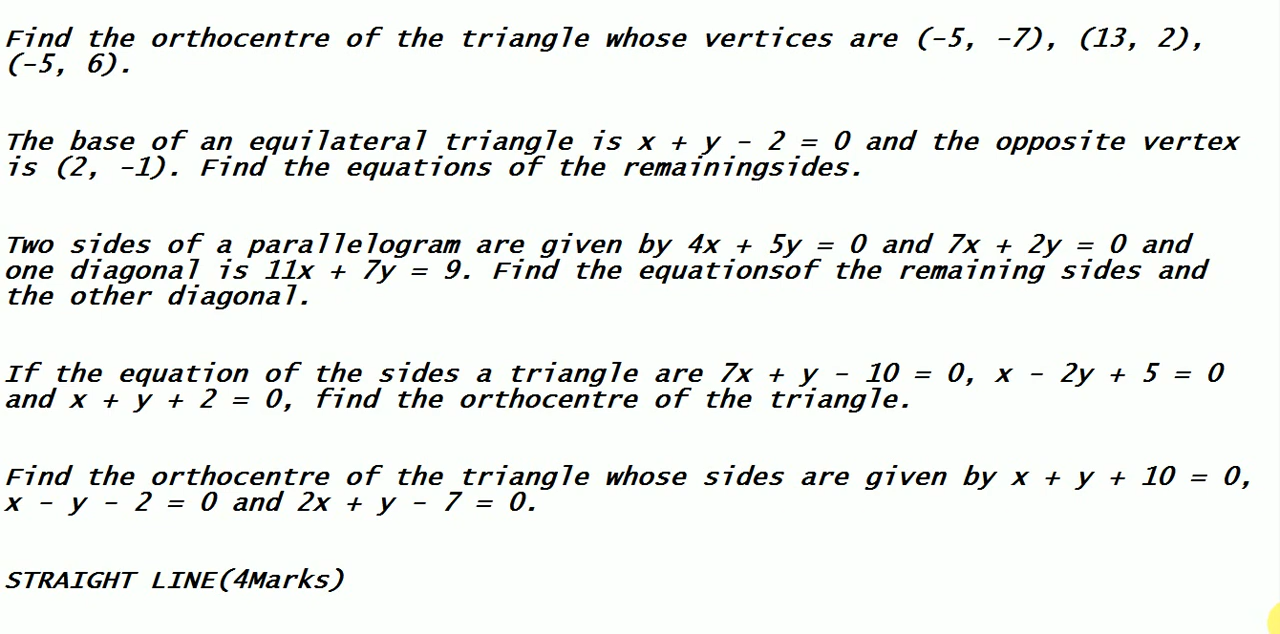 Find the orthocentre of the triangle whose vertices are (-5, -7), (13, 2),
(-5, 6).
The base of an equilateral triangle is x + y - 2 = 0 and the opposite vertex
is (2, -1). Find the equations of the remainingsides.
Two sides of a parallelogram are given by 4x + 5y = 0 and 7x + 2y = 0 and
one diagonal is 11x + 7y = 9. Find the equationsof the remaining sides and
the other diagonal.
If the equation of the sides a triangle are 7x + y - 10 = 0, x - 2y + 5 = 0
and x + y + 2 = 0, find the orthocentre of the triangle.
Find the orthocentre of the triangle whose sides are given by x + y + 10 = 0,
x - y - 2 = 0 and 2x + y - 7 = 0.
STRAIGHT LINE(4Marks)